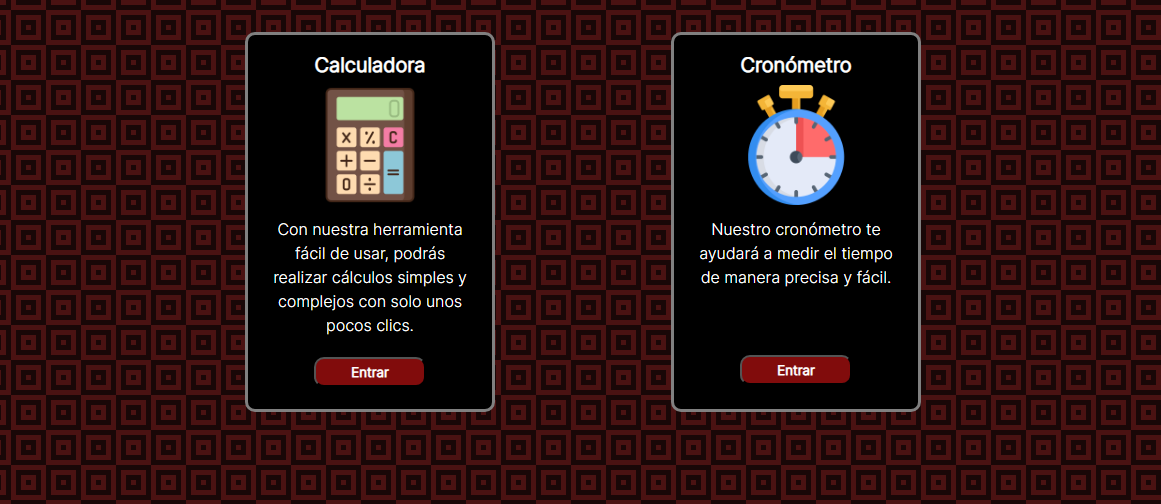 Calculadora
0
X % C
+ −
0 ÷ =
Con nuestra herramienta
fácil de usar, podrás
realizar cálculos simples y
complejos con solo unos
pocos clics.
Entrar
Cronómetro
Nuestro cronómetro te
ayudará a medir el tiempo
de manera precisa y fácil.
Entrar